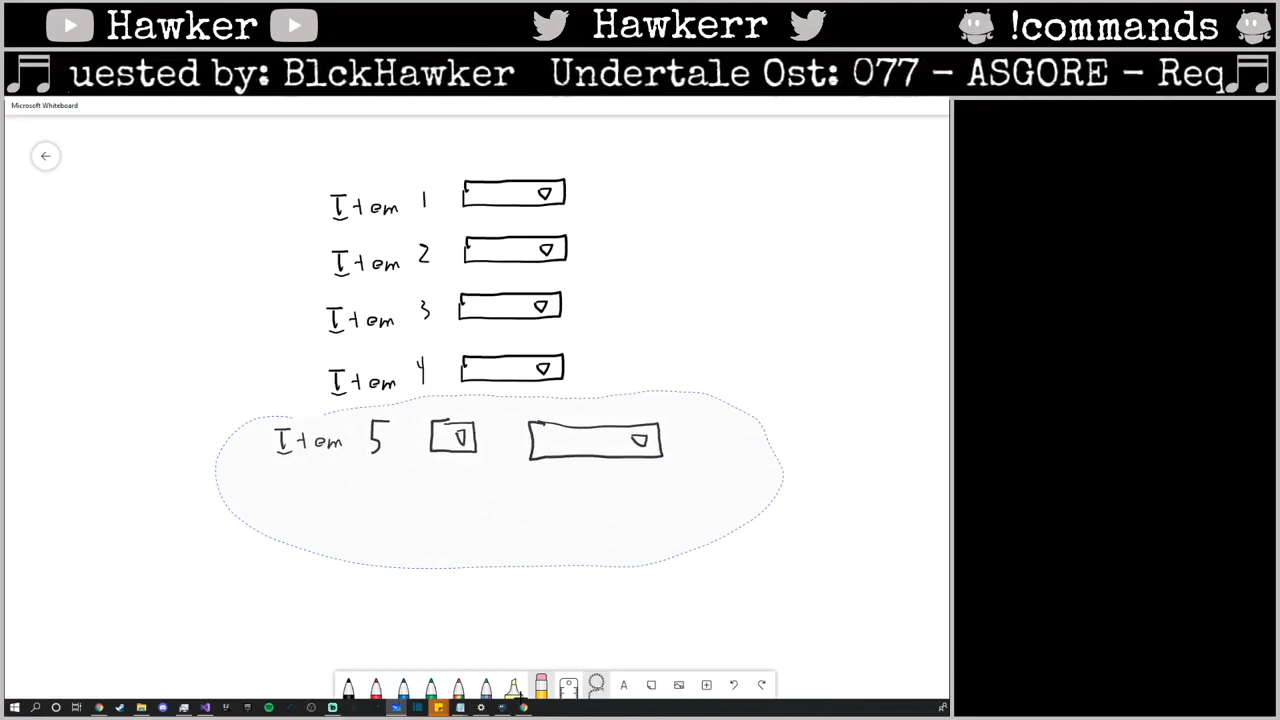 Hawker Hawkerr !commands
uested by: BlckHawker Undertale Ost: 077 - ASGORE - Req
Microsoft Whiteboard
Item 1
Item 2
Item 3
Item 4
Item 5
A